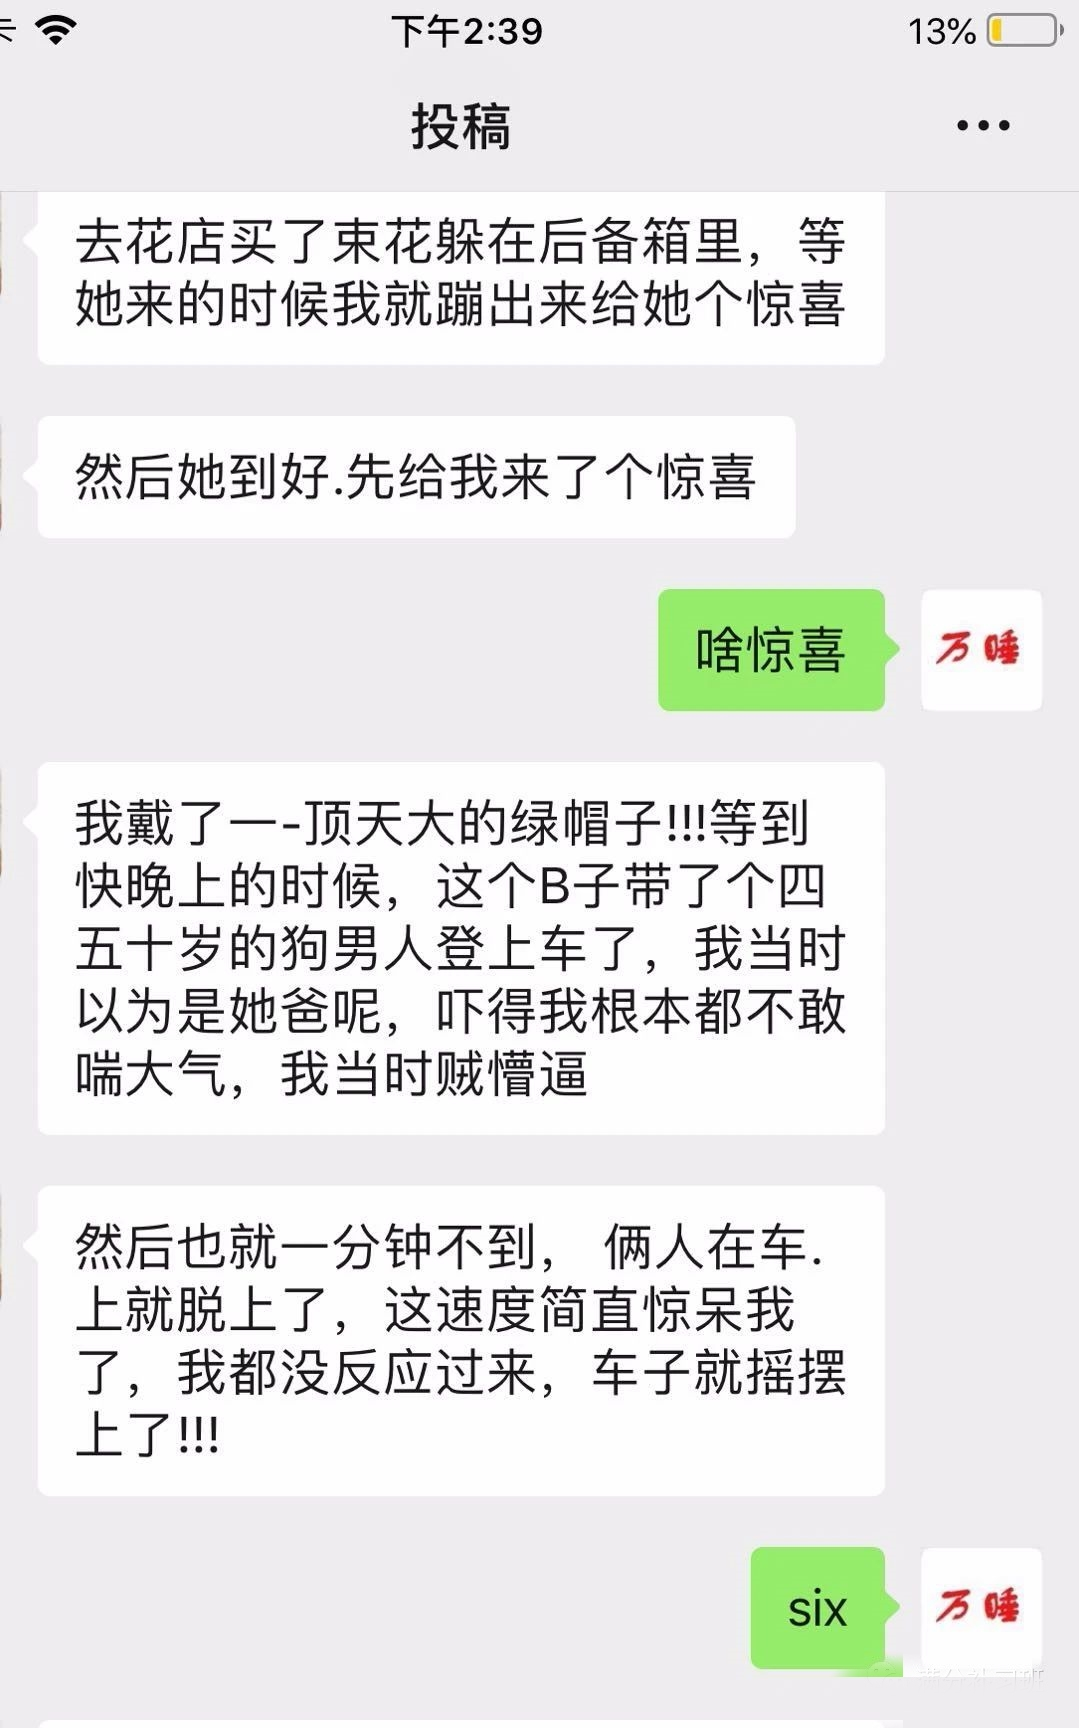 下午2:39
13%
投稿
去花店买了束花躲在后备箱里，等
她来的时候我就蹦出来给她个惊喜
然后她到好.先给我来了个惊喜
啥惊喜
万 睡
我戴了一-顶天大的绿帽子!!!等到
快晚上的时候，这个B子带了个四
五十岁的狗男人登上车了，我当时
以为是她爸呢，吓得我根本都不敢
喘大气，我当时贼懵逼
然后也就一分钟不到， 俩人在车.
上就脱上了，这速度简直惊呆我
了，我都没反应过来，车子就摇摆
上了!!!
six
万 睡